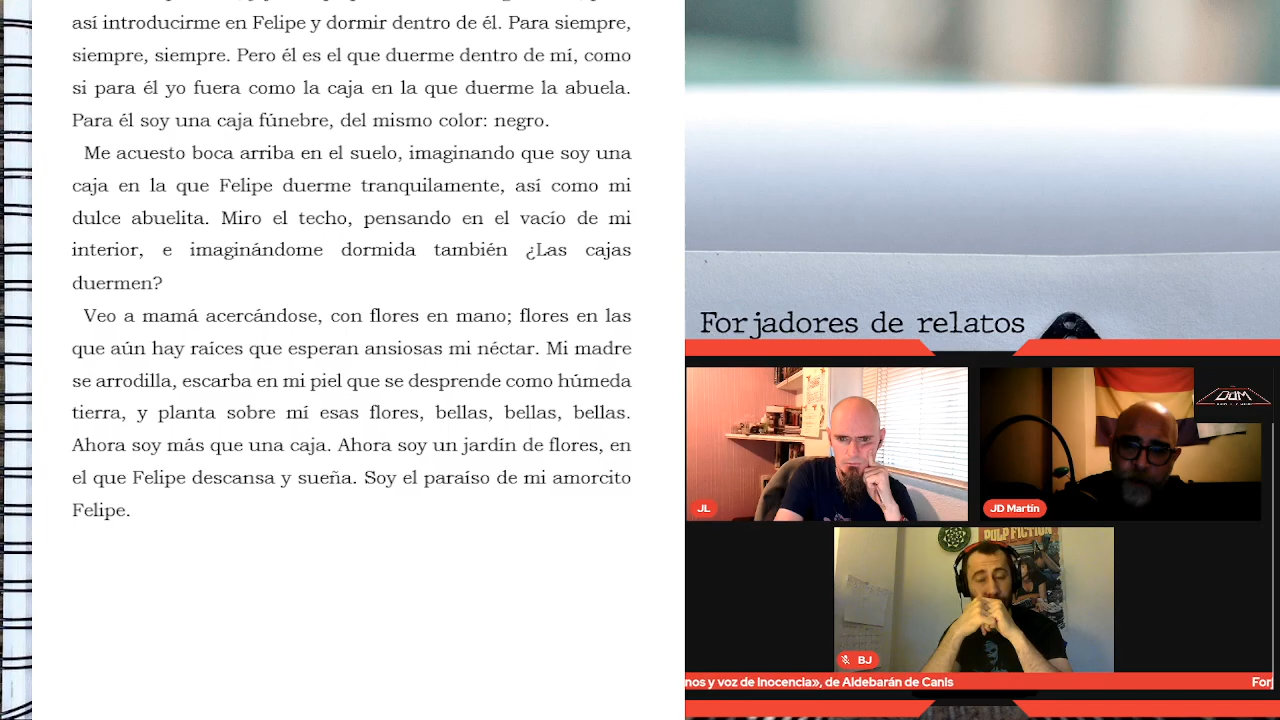 así introducirme en Felipe y dormir dentro de él. Para siempre,
siempre, siempre. Pero él es el que duerme dentro de mí, como
si para él yo fuera como la caja en la que duerme la abuela.
Para él soy una caja fúnebre, del mismo color: negro.
Me acuesto boca arriba en el suelo, imaginando que soy una
caja en la que Felipe duerme tranquilamente, así como mi
dulce abuelita. Miro el techo, pensando en el vacío de mi
interior, e imaginándome dormida también ¿Las cajas
duermen?
Veo a mamá acercándose, con flores en mano; flores en las
que aún hay raíces que esperan ansiosas mi néctar. Mi madre
se arrodilla, escarba en mi piel que se desprende como húmeda
tierra, y planta sobre mí esas flores, bellas, bellas, bellas.
Ahora soy más que una caja. Ahora soy un jardín de flores, en
el que Felipe descansa y sueña. Soy el paraíso de mi amorcito
Felipe.
Forjadores de relatos
JL
JD Martín
PULP FICTION
BJ
nos y voz de inocencia», de Aldebarán de Canis
For